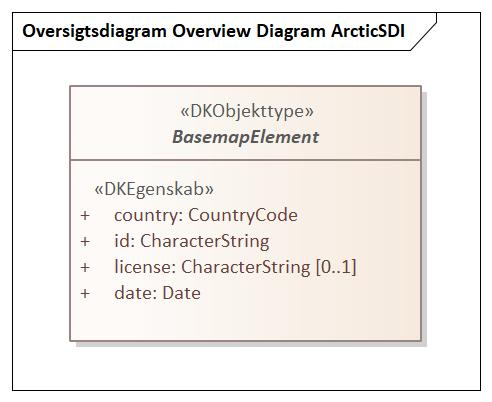 Oversigtsdiagram Overview Diagram ArcticSDI
«DKObjekttype»
BasemapElement
«DKEgenskab»
+ country: CountryCode
+ id: CharacterString
+ license: CharacterString [0..1]
+ date: Date